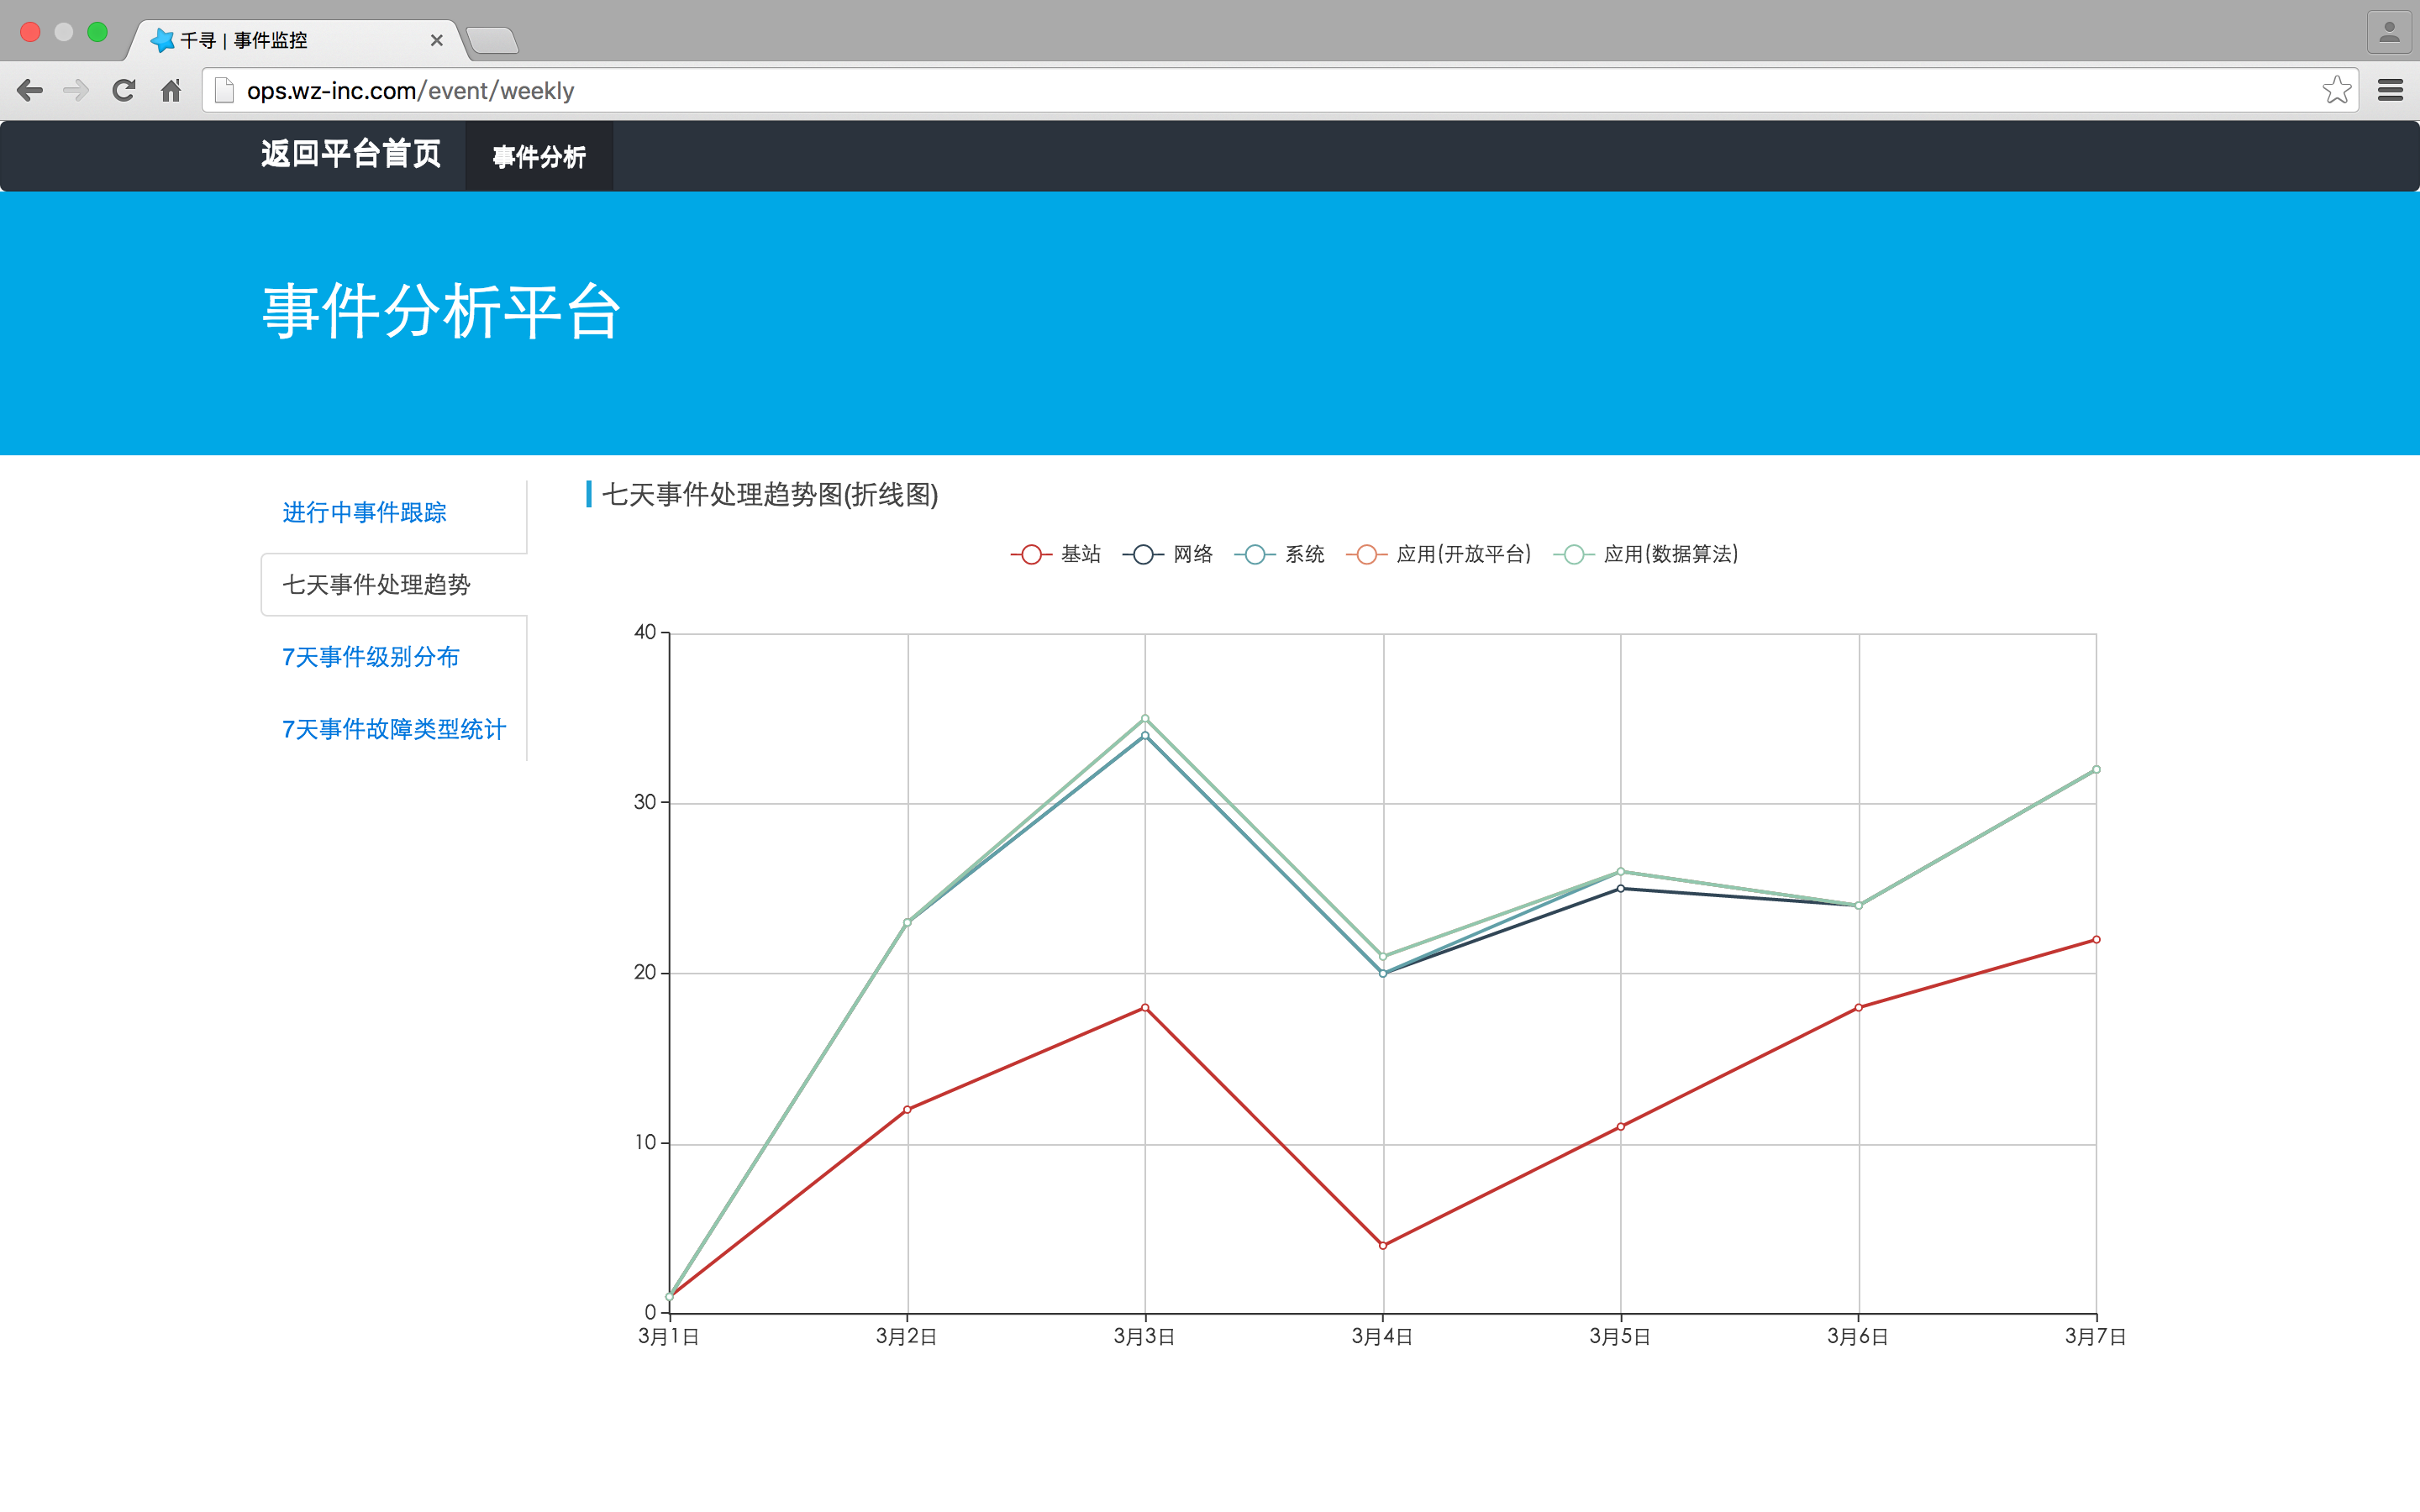 千寻 | 事件监控
ops.wz-inc.com/event/weekly
返回平台首页 事件分析
事件分析平台
进行中事件跟踪
七天事件处理趋势
7天事件级别分布
7天事件故障类型统计
七天事件处理趋势图(折线图)
基站 网络 系统 应用(开放平台) 应用(数据算法)
40
30
20
10
0
3月1日 3月2日 3月3日 3月4日 3月5日 3月6日 3月7日